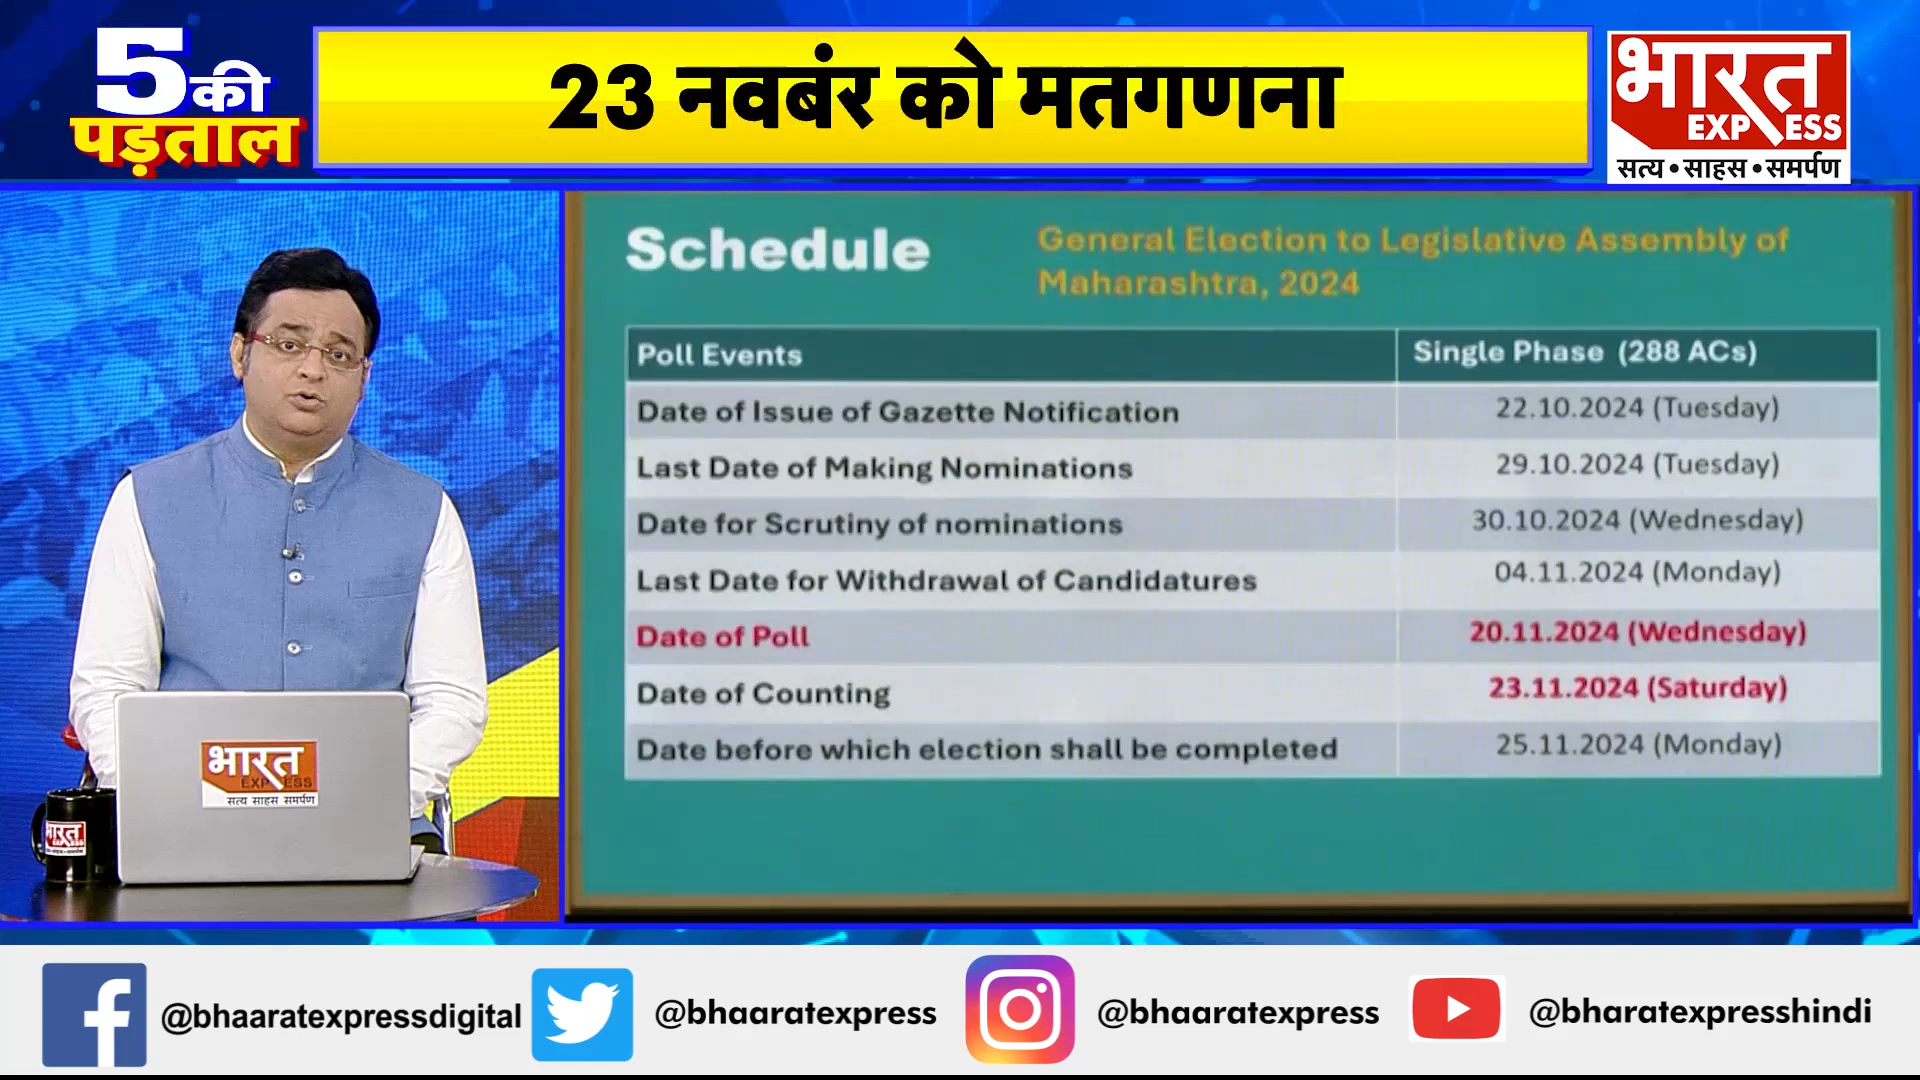 5 की
पड़ताल
23 नवबंर को मतगणना
भारत
EXPRESS
सत्य • साहस • समर्पण
Schedule
General Election to Legislative Assembly of
Maharashtra, 2024
Poll Events Single Phase (288 ACs)
Date of Issue of Gazette Notification 22.10.2024 (Tuesday)
Last Date of Making Nominations 29.10.2024 (Tuesday)
Date for Scrutiny of nominations 30.10.2024 (Wednesday)
Last Date for Withdrawal of Candidatures 04.11.2024 (Monday)
Date of Poll 20.11.2024 (Wednesday)
Date of Counting 23.11.2024 (Saturday)
Date before which election shall be completed 25.11.2024 (Monday)
भारत
EXPRESS
सत्य साहस समर्पण
भारत
EXPRESS
@bhaaratexpressdigital @bhaaratexpress @bhaaratexpress @bhaaratexpresshindi